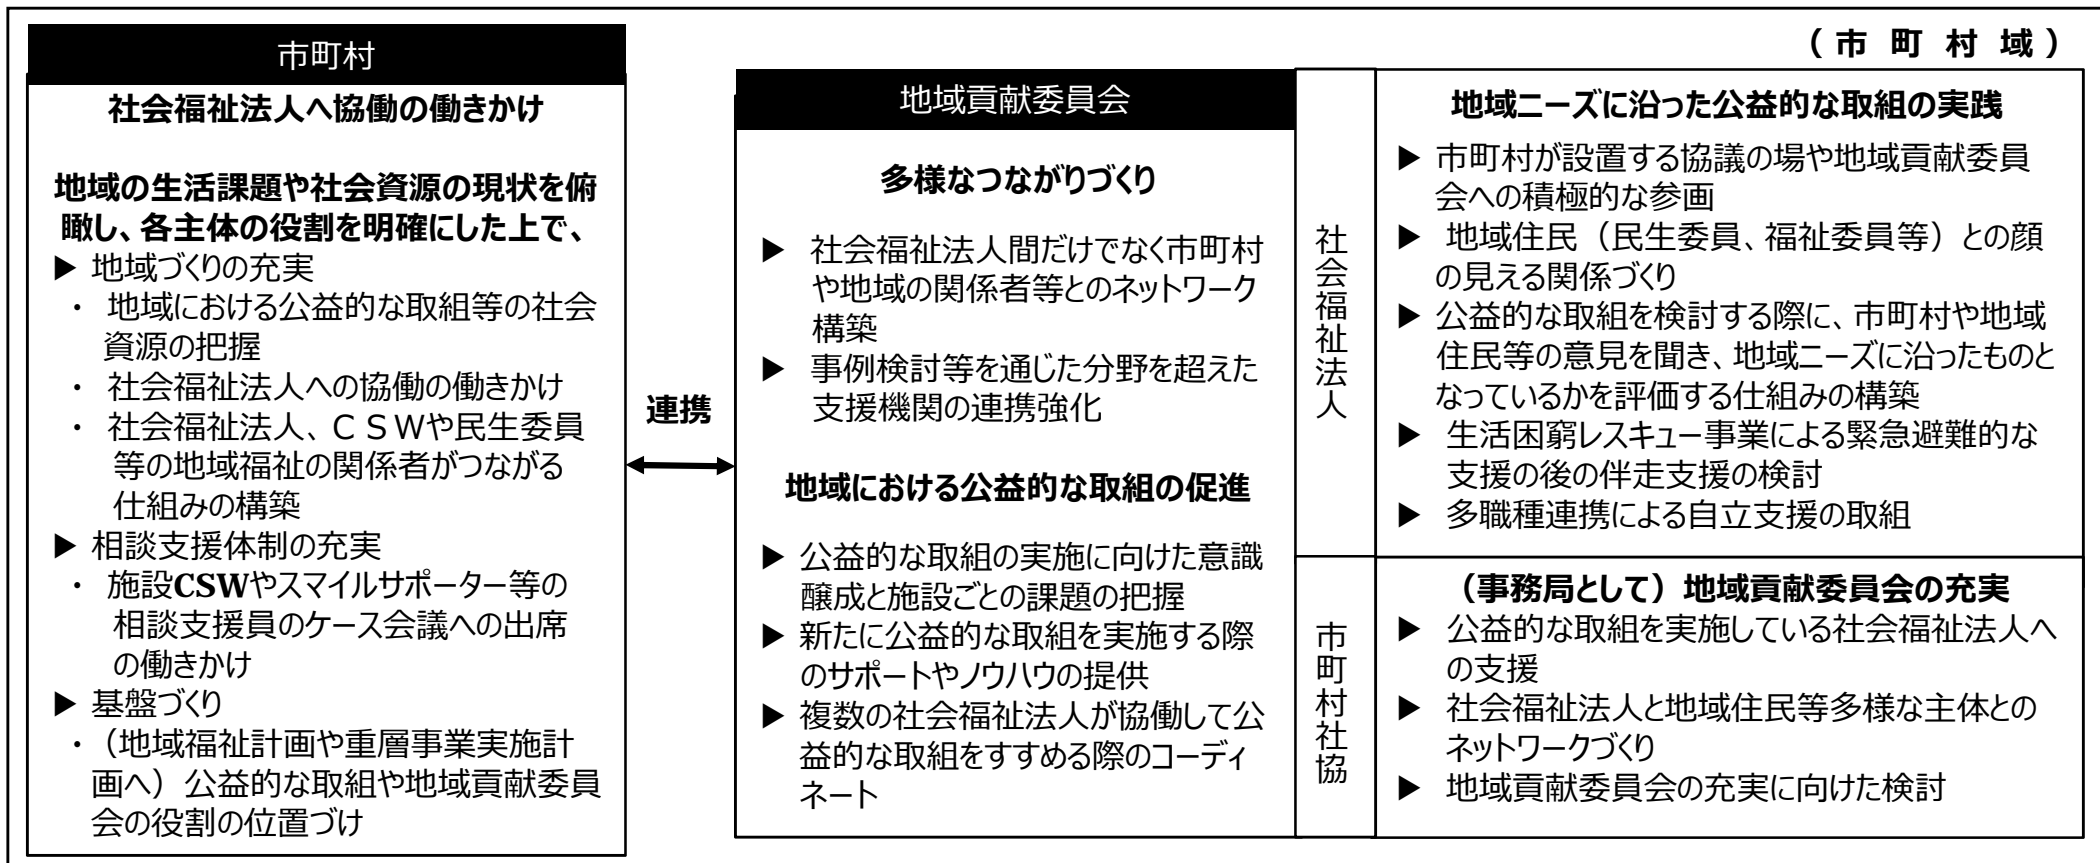 （市町村域）
市町村
社会福祉法人へ協働の働きかけ
地域の生活課題や社会資源の現状を俯
瞰し、各主体の役割を明確にした上で、
▶ 地域づくりの充実
・ 地域における公益的な取組等の社会
資源の把握
・ 社会福祉法人への協働の働きかけ
・ 社会福祉法人、ＣＳＷや民生委員
等の地域福祉の関係者がつながる
仕組みの構築
▶ 相談支援体制の充実
・ 施設CSWやスマイルサポーター等の
相談支援員のケース会議への出席
の働きかけ
▶ 基盤づくり
・（地域福祉計画や重層事業実施計
画へ）公益的な取組や地域貢献委員
会の役割の位置づけ
連携
地域貢献委員会
多様なつながりづくり
▶ 社会福祉法人間だけでなく市町村
や地域の関係者等とのネットワーク
構築
▶ 事例検討等を通じた分野を超えた
支援機関の連携強化
地域における公益的な取組の促進
▶ 公益的な取組の実施に向けた意識
醸成と施設ごとの課題の把握
▶ 新たに公益的な取組を実施する際
のサポートやノウハウの提供
▶ 複数の社会福祉法人が協働して公
益的な取組をすすめる際のコーディ
ネート
社会福祉法人
地域ニーズに沿った公益的な取組の実践
▶ 市町村が設置する協議の場や地域貢献委員
会への積極的な参画
▶ 地域住民（民生委員、福祉委員等）との顔
の見える関係づくり
▶ 公益的な取組を検討する際に、市町村や地域
住民等の意見を聞き、地域ニーズに沿ったものと
なっているかを評価する仕組みの構築
▶ 生活困窮レスキュー事業による緊急避難的な
支援の後の伴走支援の検討
▶ 多職種連携による自立支援の取組
市町村社協
（事務局として）地域貢献委員会の充実
▶ 公益的な取組を実施している社会福祉法人へ
の支援
▶ 社会福祉法人と地域住民等多様な主体との
ネットワークづくり
▶ 地域貢献委員会の充実に向けた検討